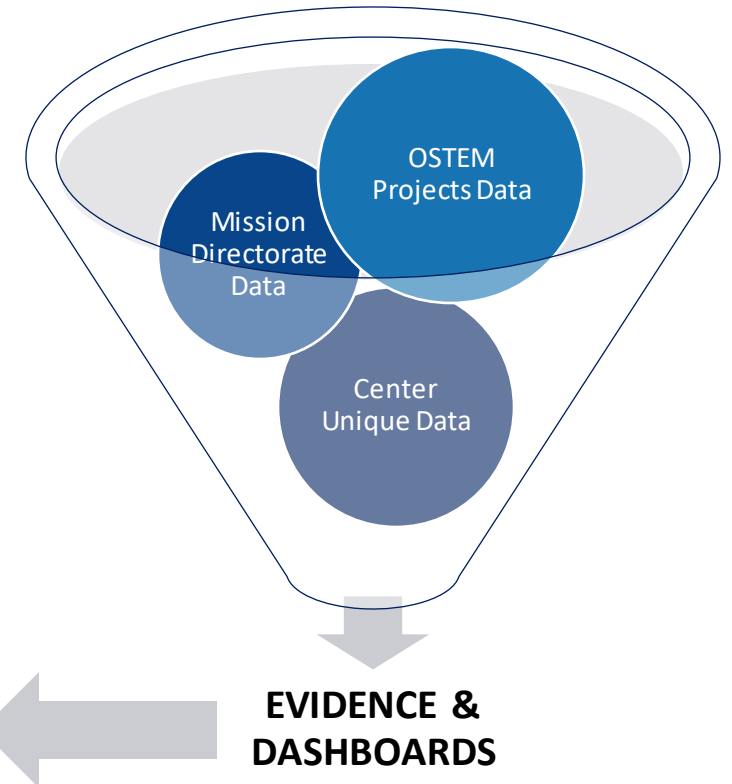 OSTEM
Projects Data
Mission
Directorate
Data
Center
Unique Data
EVIDENCE &
DASHBOARDS